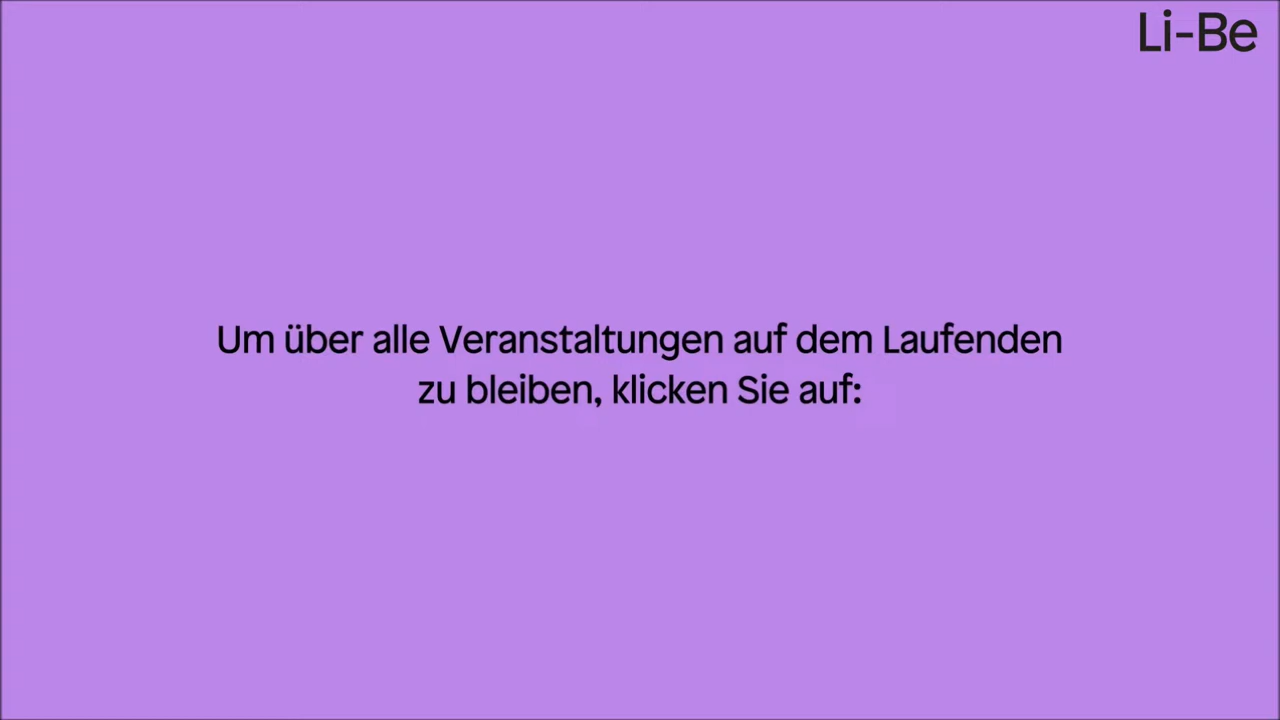 Li-Be
Um über alle Veranstaltungen auf dem Laufenden
zu bleiben, klicken Sie auf: